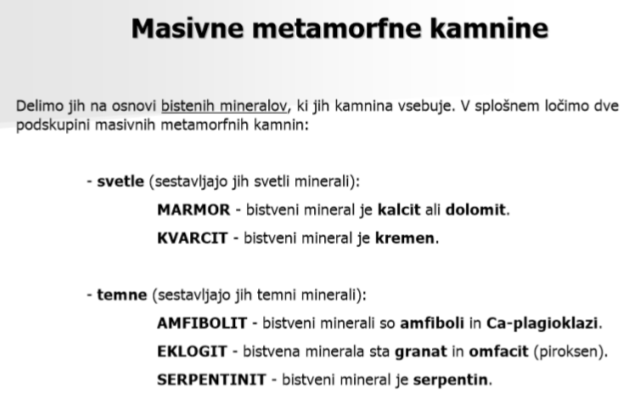 Masivne metamorfne kamnine
Delimo jih na osnovi bistenih mineralov, ki jih kamnina vsebuje. V splošnem ločimo dve
podskupini masivnih metamorfnih kamnin:
- svetle (sestavljajo jih svetli minerali):
MARMOR - bistveni mineral je kalcit ali dolomit.
KVARCIT - bistveni mineral je kremen.
- temne (sestavljajo jih temni minerali):
AMFIBOLIT - bistveni minerali so amfiboli in Ca-plagioklazi.
EKLOGIT - bistvena minerala sta granat in omfacit (piroksen).
SERPENTINIT - bistveni mineral je serpentin.